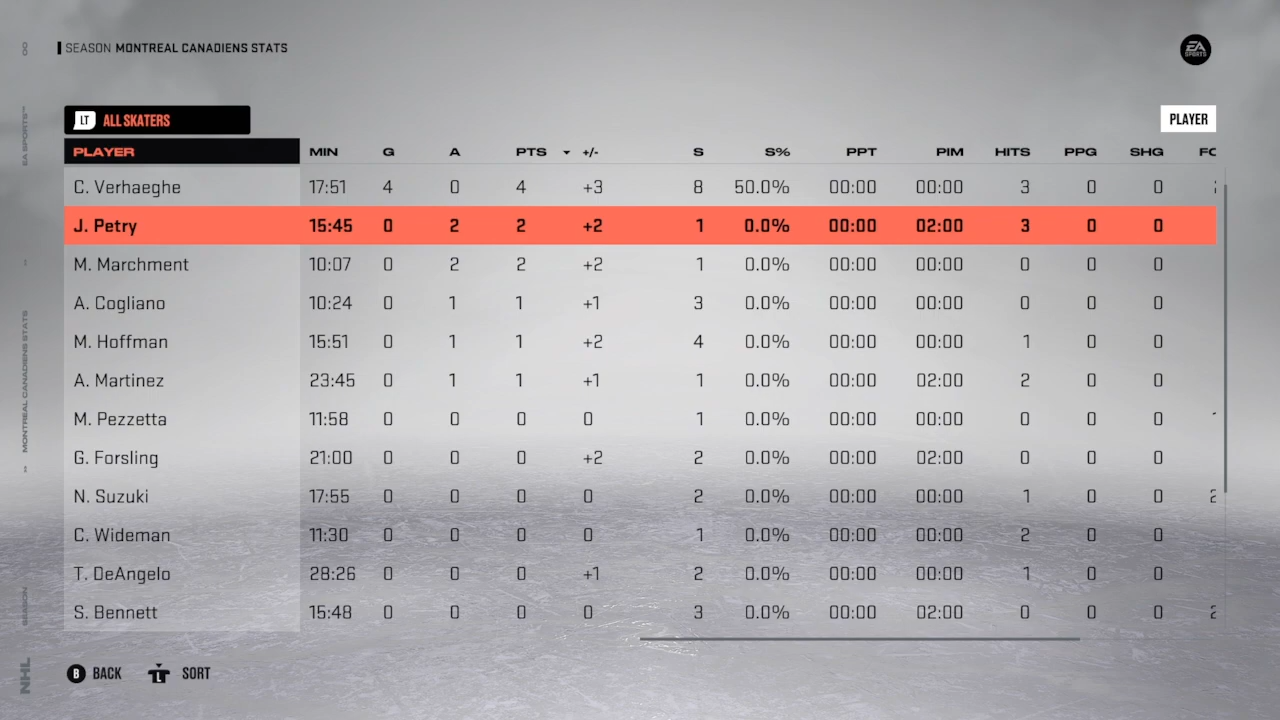 SEASON MONTREAL CANADIENS STATS
EA SPORTS
LT ALL SKATERS
PLAYER
PLAYER MIN G A PTS +/- S S% PPT PIM HITS PPG SHG
C. Verhaeghe 17:51 4 0 4 +3 8 50.0% 00:00 00:00 3 0 0
J. Petry 15:45 0 2 2 +2 1 0.0% 00:00 02:00 3 0 0
M. Marchment 10:07 0 2 2 +2 1 0.0% 00:00 00:00 0 0 0
A. Cogliano 10:24 0 1 1 +1 3 0.0% 00:00 00:00 0 0 0
M. Hoffman 15:51 0 1 1 +2 4 0.0% 00:00 00:00 1 0 0
A. Martinez 23:45 0 1 1 +1 1 0.0% 00:00 02:00 2 0 0
M. Pezzetta 11:58 0 0 0 0 1 0.0% 00:00 00:00 0 0 0
G. Forsling 21:00 0 0 0 +2 2 0.0% 00:00 02:00 0 0 0
N. Suzuki 17:55 0 0 0 0 2 0.0% 00:00 00:00 1 0 0
C. Wideman 11:30 0 0 0 0 1 0.0% 00:00 00:00 2 0 0
T. DeAngelo 28:26 0 0 0 +1 2 0.0% 00:00 00:00 1 0 0
S. Bennett 15:48 0 0 0 0 3 0.0% 00:00 02:00 0 0 0
B BACK L SORT
NHL SEASON MONTREAL CANADIENS STATS EA SPORTS™